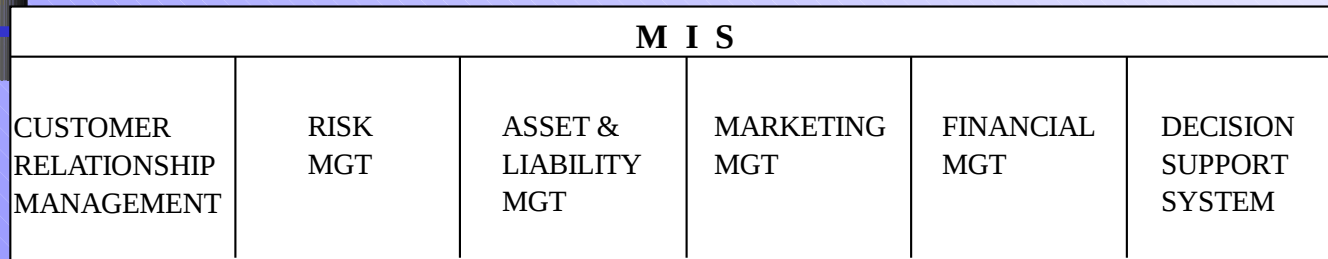 M I S
CUSTOMER
RELATIONSHIP
MANAGEMENT
RISK
MGT
ASSET &
LIABILITY
MGT
MARKETING
MGT
FINANCIAL
MGT
DECISION
SUPPORT
SYSTEM